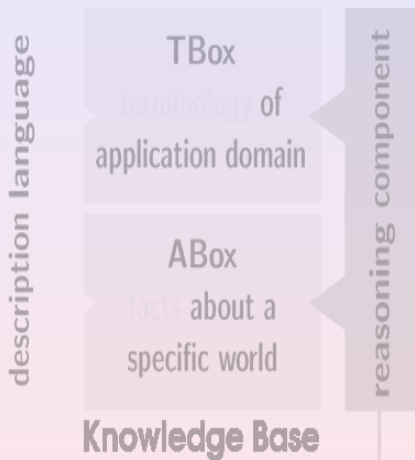 description language
TBox
terminology of
application domain
ABox
facts about a
specific world
reasoning component
Knowledge Base